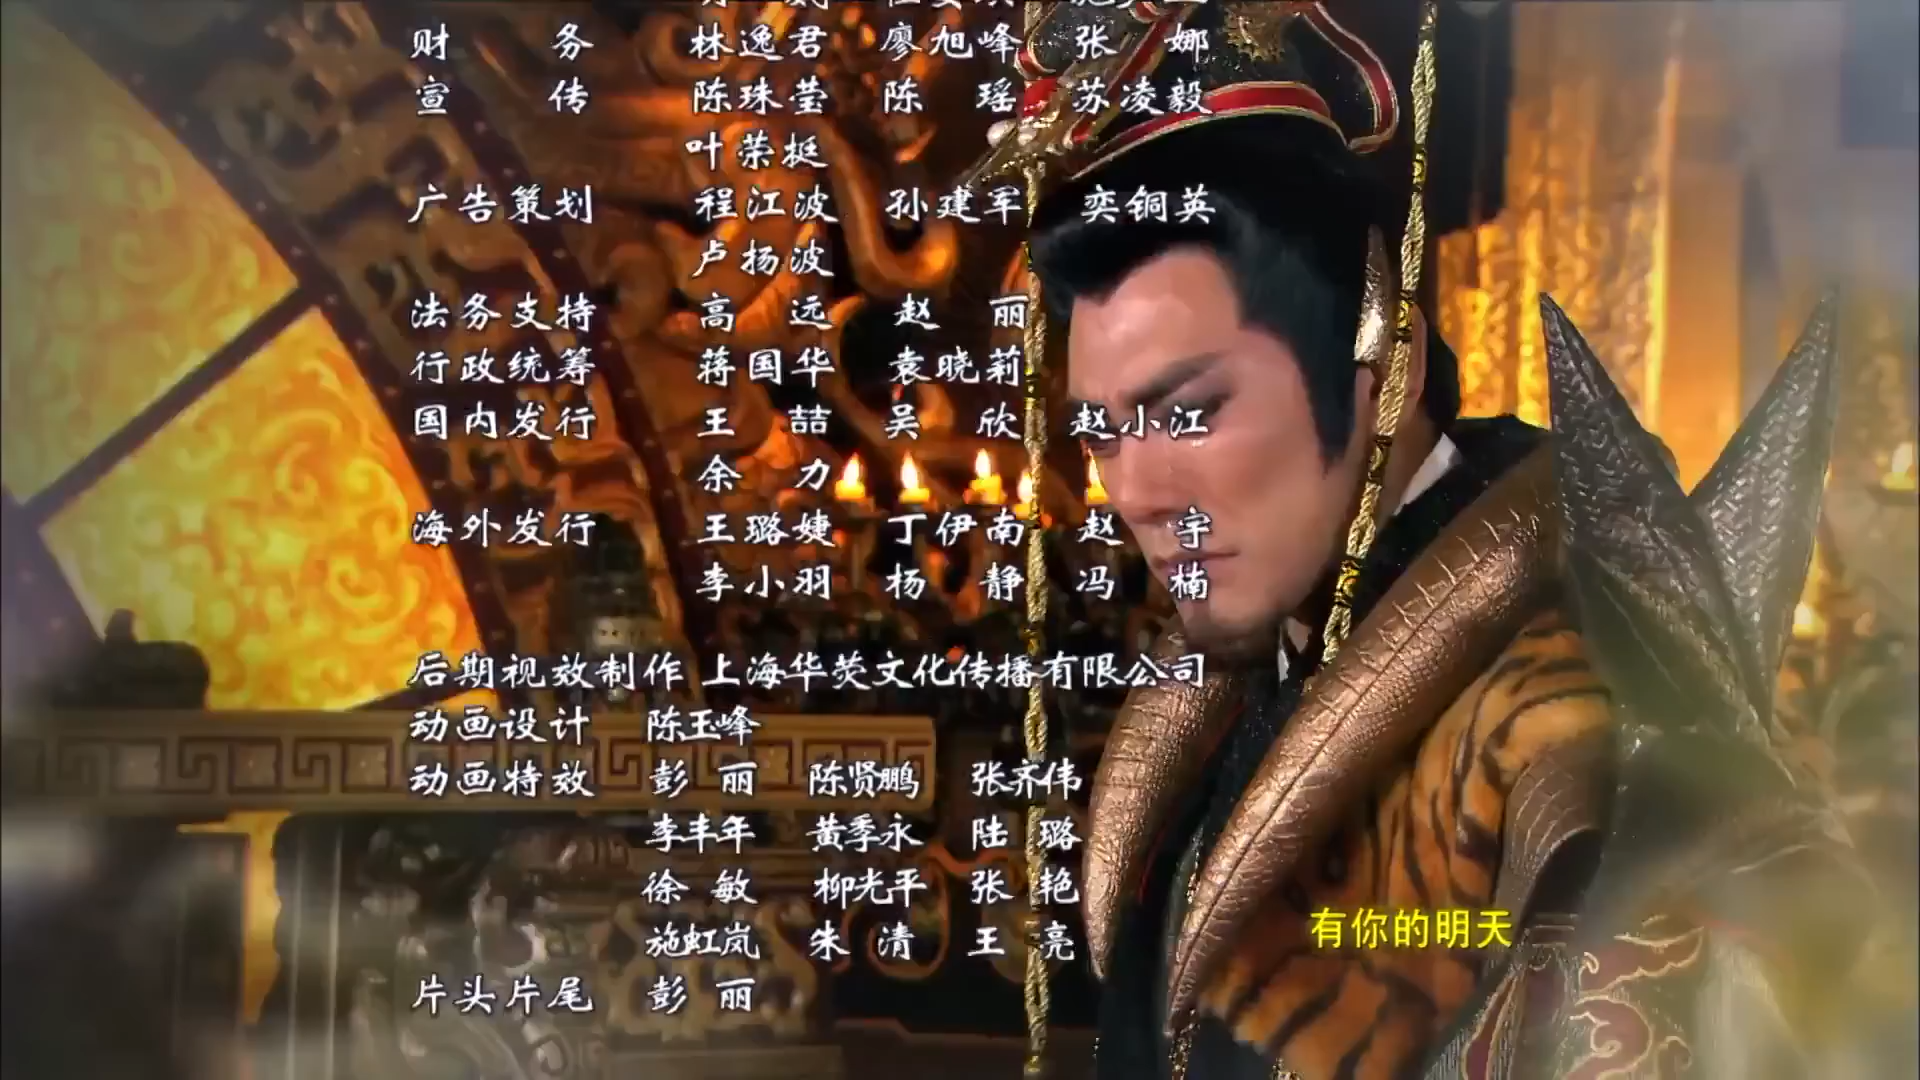 财务 林逸君 廖旭峰 张娜
宣传 陈珠莹 陈瑶 苏凌毅
叶荣挺
广告策划 程江波 孙建军 奕铜英
卢扬波
法务支持 高远 赵丽
行政统筹 蒋国华 袁晓莉
国内发行 王喆 吴欣 赵小江
余力
海外发行 王璐婕 丁伊南 赵宇
李小羽 杨静 冯楠
后期视效制作 上海华荧文化传播有限公司
动画设计 陈玉峰
动画特效 彭丽 陈贤鹏 张齐伟
李丰年 黄季永 陆璐
徐敏 柳光平 张艳
施虹岚 朱清 王亮
有你的明天
片头片尾 彭丽